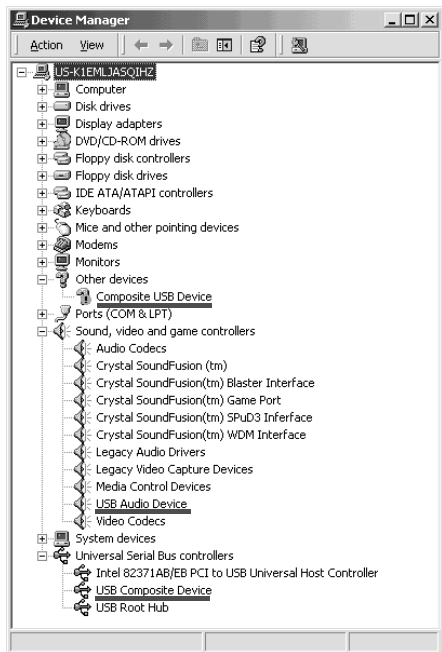 Device Manager
Action View
US-K1EMLJASQIHZ
Computer
Disk drives
Display adapters
DVD/CD-ROM drives
Floppy disk controllers
Floppy disk drives
IDE ATA/ATAPI controllers
Keyboards
Mice and other pointing devices
Modems
Monitors
Other devices
Composite USB Device
Ports (COM & LPT)
Sound, video and game controllers
Audio Codecs
Crystal SoundFusion (tm)
Crystal SoundFusion(tm) Blaster Interface
Crystal SoundFusion(tm) Game Port
Crystal SoundFusion(tm) SPuD3 Inferface
Crystal SoundFusion(tm) WDM Interface
Legacy Audio Drivers
Legacy Video Capture Devices
Media Control Devices
USB Audio Device
Video Codecs
System devices
Universal Serial Bus controllers
Intel 82371AB/EB PCI to USB Universal Host Controller
USB Composite Device
USB Root Hub